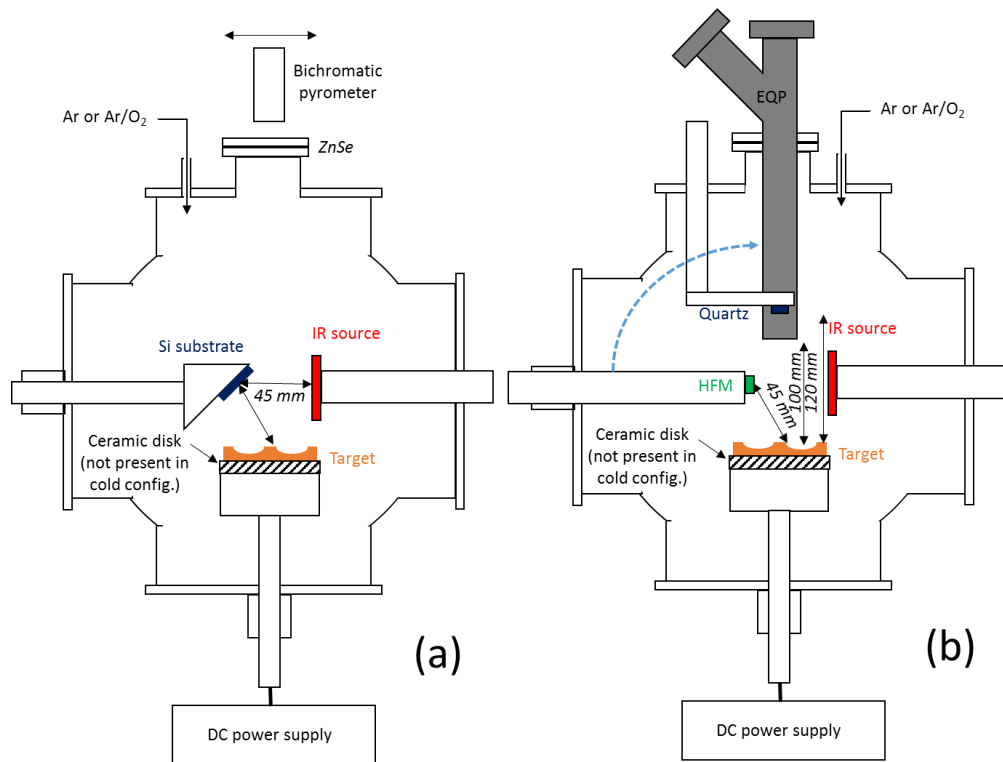 Bichromatic
pyrometer
Ar or Ar/O₂
ZnSe
Si substrate
IR source
45 mm
Ceramic disk
(not present in
cold config.)
Target
(a)
DC power supply
EQP
Ar or Ar/O₂
Quartz
IR source
HFM
45 mm
100 mm
120 mm
Ceramic disk
(not present in
cold config.)
Target
(b)
DC power supply